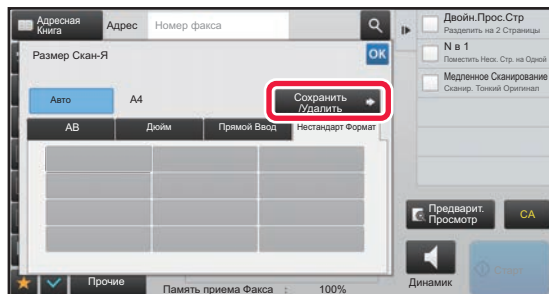 Адресная
Книга
Адрес
Номер факса
Размер Скан-Я
OK
Авто
A4
Сохранить
/Удалить
AB
Дюйм
Прямой Ввод
Нестандарт Формат
Двойн.Прос.Стр
Разделить на 2 Страницы
N в 1
Поместить Неск. Стр. на Одной
Медленное Сканирование
Сканир. Тонкий Оригинал
Предварит.
Просмотр
CA
Прочие
Память приема Факса : 100%
Динамик
Старт